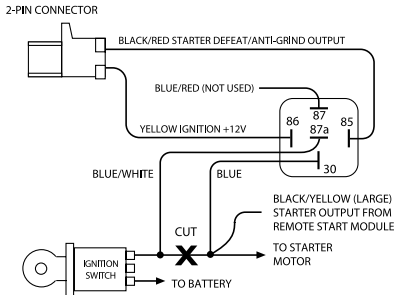 2-PIN CONNECTOR
BLACK/RED STARTER DEFEAT/ANTI-GRIND OUTPUT
BLUE/RED (NOT USED)
87
86
87a
85
YELLOW IGNITION +12V
30
BLUE/WHITE
BLUE
BLACK/YELLOW (LARGE)
STARTER OUTPUT FROM
REMOTE START MODULE
CUT
TO STARTER
MOTOR
IGNITION
SWITCH
TO BATTERY